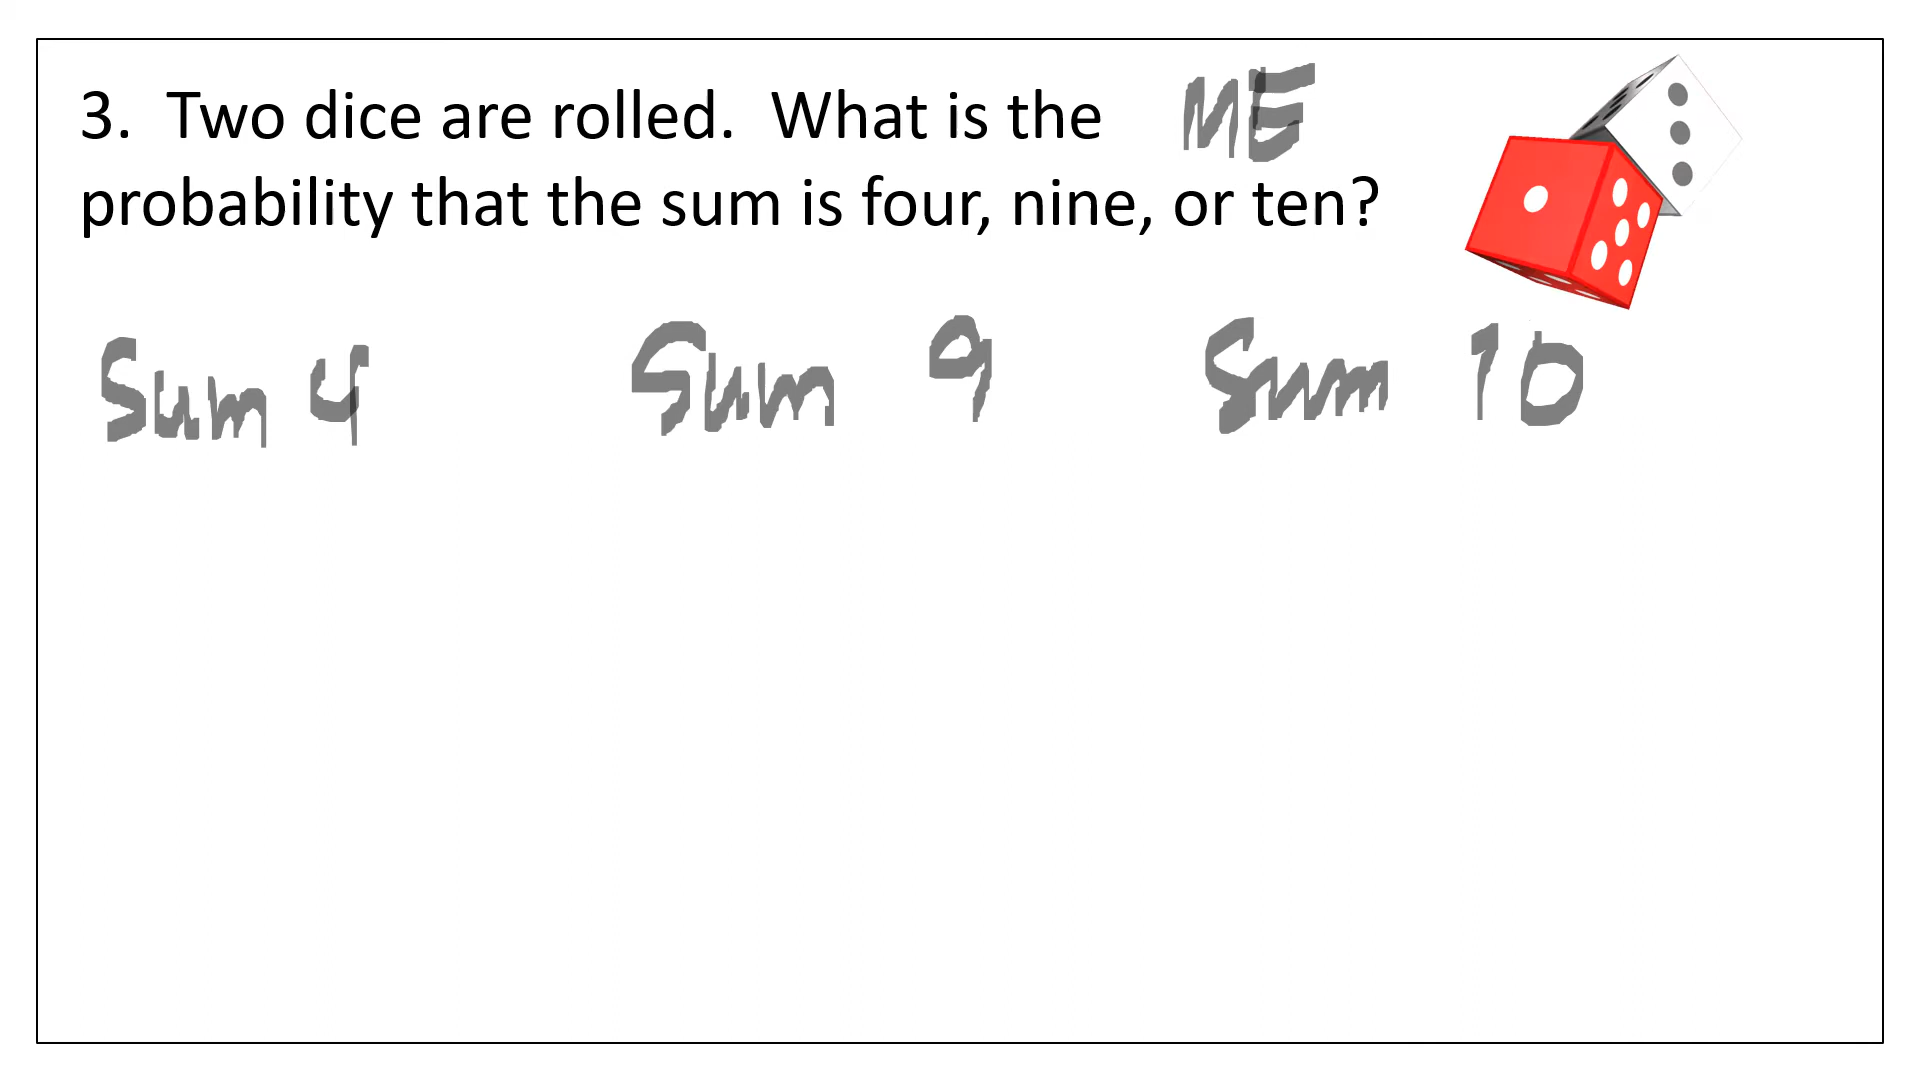 3. Two dice are rolled. What is the ME
probability that the sum is four, nine, or ten?
Sum 4 Sum 9 Sum 10